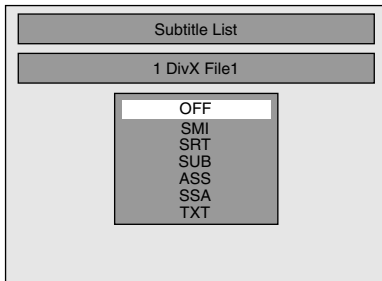 Subtitle List
1 DivX File1
OFF
SMI
SRT
SUB
ASS
SSA
TXT